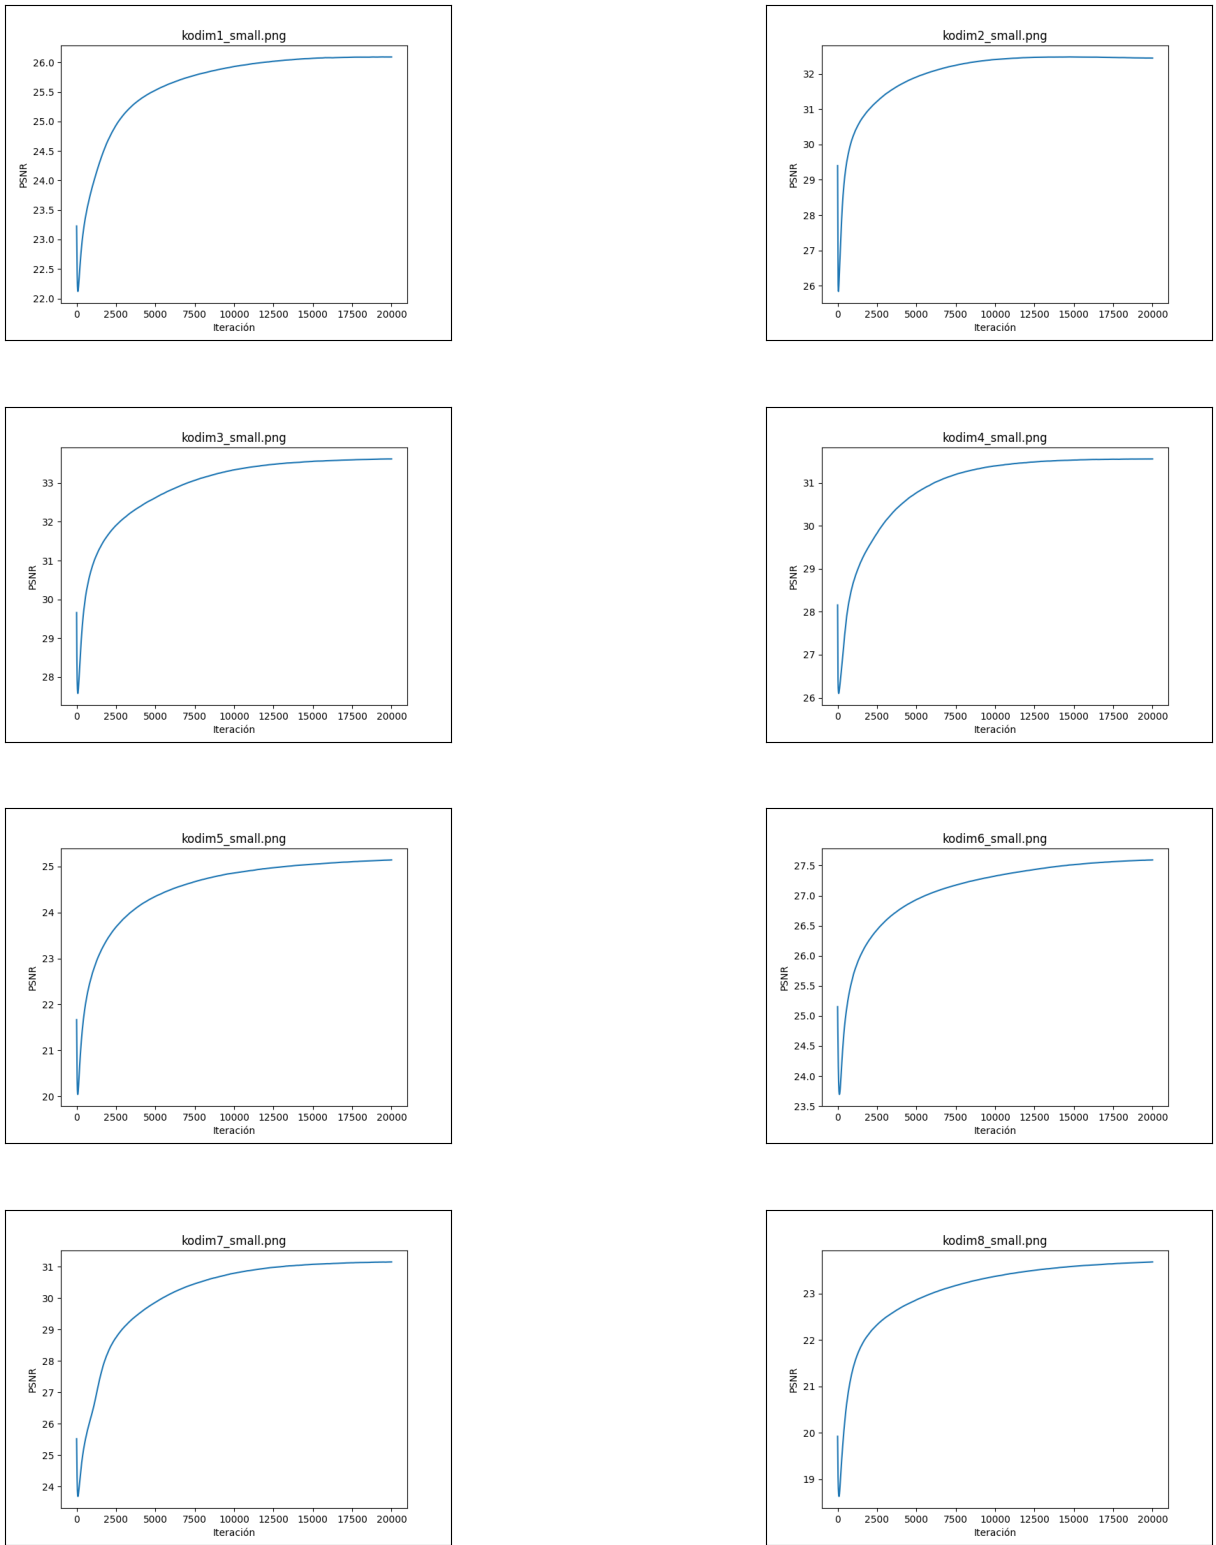 kodim1_small.png
26.0
25.5
25.0
24.5
24.0
23.5
23.0
22.5
22.0
PSNR
0 2500 5000 7500 10000 12500 15000 17500 20000
Iteración
kodim2_small.png
32
31
30
29
28
27
26
PSNR
0 2500 5000 7500 10000 12500 15000 17500 20000
Iteración
kodim3_small.png
33
32
31
30
29
28
PSNR
0 2500 5000 7500 10000 12500 15000 17500 20000
Iteración
kodim4_small.png
31
30
29
28
27
26
PSNR
0 2500 5000 7500 10000 12500 15000 17500 20000
Iteración
kodim5_small.png
25
24
23
22
21
20
PSNR
0 2500 5000 7500 10000 12500 15000 17500 20000
Iteración
kodim6_small.png
27.5
27.0
26.5
26.0
25.5
25.0
24.5
24.0
23.5
PSNR
0 2500 5000 7500 10000 12500 15000 17500 20000
Iteración
kodim7_small.png
31
30
29
28
27
26
25
24
PSNR
0 2500 5000 7500 10000 12500 15000 17500 20000
Iteración
kodim8_small.png
23
22
21
20
19
PSNR
0 2500 5000 7500 10000 12500 15000 17500 20000
Iteración